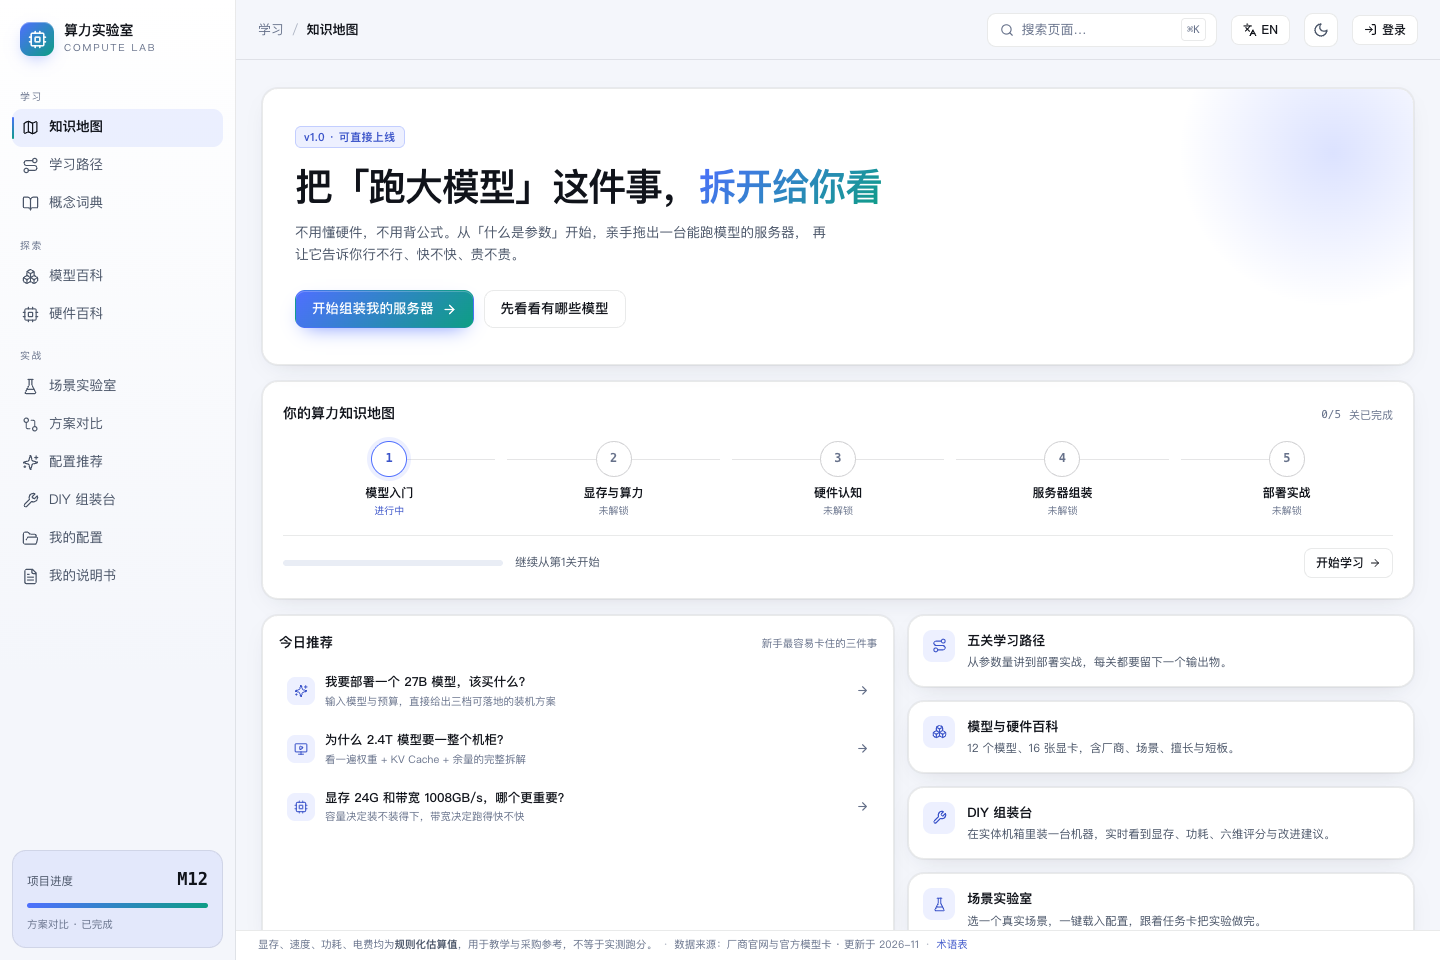 算力实验室
COMPUTE LAB
学习
知识地图
学习路径
概念词典
探索
模型百科
硬件百科
实战
场景实验室
方案对比
配置推荐
DIY 组装台
我的配置
我的说明书
项目进度
M12
方案对比 · 已完成
学习 / 知识地图
搜索页面…
⌘K
EN
登录
v1.0 · 可直接上线
把「跑大模型」这件事，拆开给你看
不用懂硬件，不用背公式。从「什么是参数」开始，亲手拖出一台能跑模型的服务器， 再
让它告诉你行不行、快不快、贵不贵。
开始组装我的服务器
先看看有哪些模型
你的算力知识地图
0/5 关已完成
1
模型入门
进行中
2
显存与算力
未解锁
3
硬件认知
未解锁
4
服务器组装
未解锁
5
部署实战
未解锁
继续从第1关开始
开始学习
今日推荐
新手最容易卡住的三件事
我要部署一个 27B 模型，该买什么？
输入模型与预算，直接给出三档可落地的装机方案
为什么 2.4T 模型要一整个机柜？
看一遍权重 + KV Cache + 余量的完整拆解
显存 24G 和带宽 1008GB/s，哪个更重要？
容量决定装不装得下，带宽决定跑得快不快
五关学习路径
从参数量讲到部署实战，每关都要留下一个输出物。
模型与硬件百科
12 个模型、16 张显卡，含厂商、场景、擅长与短板。
DIY 组装台
在实体机箱里装一台机器，实时看到显存、功耗、六维评分与改进建议。
场景实验室
选一个真实场景，一键载入配置，跟着任务卡把实验做完。
显存、速度、功耗、电费均为规则化估算值，用于教学与采购参考，不等于实测跑分。 · 数据来源：厂商官网与官方模型卡 · 更新于 2026-11 · 术语表